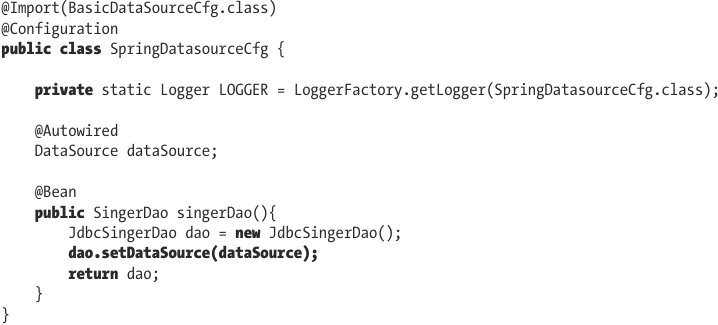 @Import(BasicDataSourceCfg.class)
@Configuration
public class SpringDatasourceCfg {
private static Logger LOGGER = LoggerFactory.getLogger(SpringDatasourceCfg.class);
@Autowired
DataSource dataSource;
@Bean
public SingerDao singerDao(){
JdbcSingerDao dao = new JdbcSingerDao();
dao.setDataSource(dataSource);
return dao;
}
}